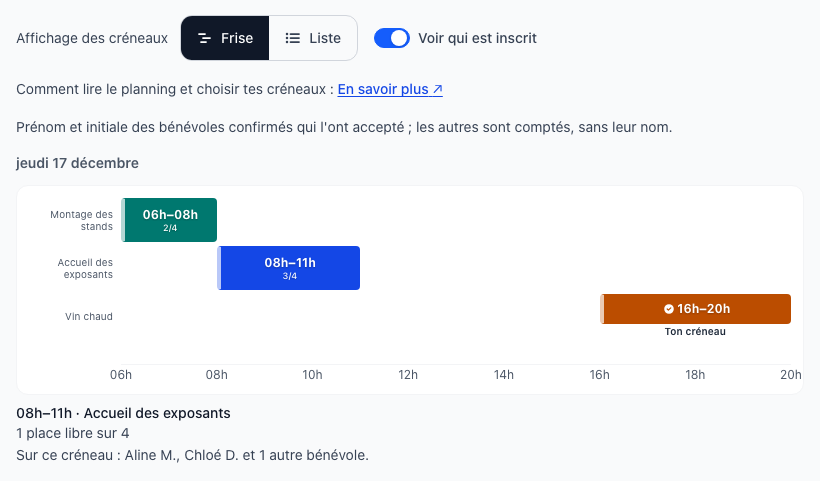 Affichage des créneaux Frise Liste Voir qui est inscrit
Comment lire le planning et choisir tes créneaux : En savoir plus ↗
Prénom et initiale des bénévoles confirmés qui l'ont accepté ; les autres sont comptés, sans leur nom.
jeudi 17 décembre
Montage des
stands
06h–08h
2/4
Accueil des
exposants
08h–11h
3/4
Vin chaud
16h–20h
Ton créneau
06h 08h 10h 12h 14h 16h 18h 20h
08h–11h · Accueil des exposants
1 place libre sur 4
Sur ce créneau : Aline M., Chloé D. et 1 autre bénévole.